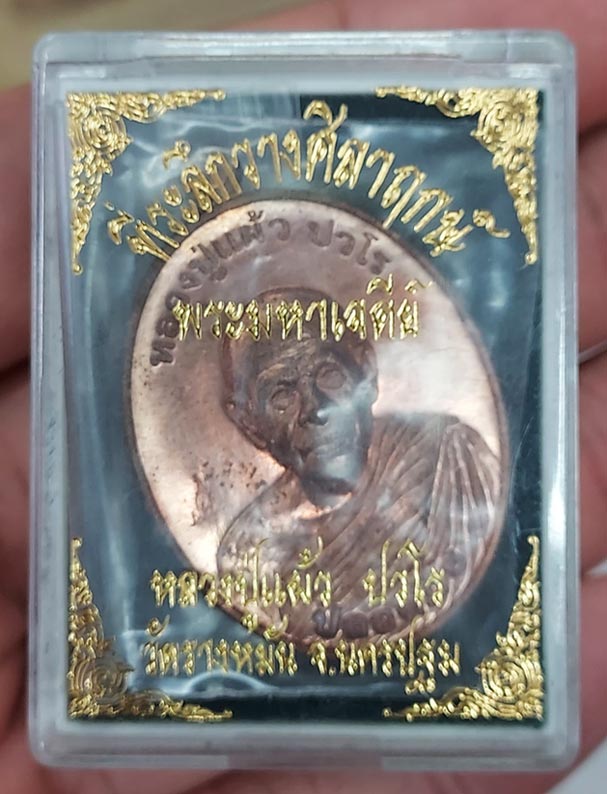 ที่ระลึกวางศิลาฤกษ์
หลวงปู่แผ้ว ปวโร
พระมหาเจดีย์
หลวงปู่แผ้ว ปวโร
วัดรางหมัน จ.นครปฐม